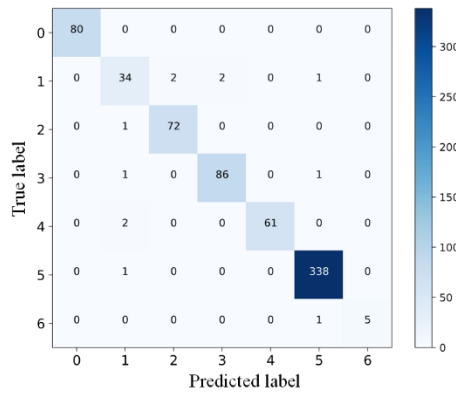 0 80 0 0 0 0 0 0
1 0 34 2 2 0 1 0
2 0 1 72 0 0 0 0
3 0 1 0 86 0 1 0
4 0 2 0 0 61 0 0
5 0 1 0 0 0 338 0
6 0 0 0 0 0 1 5
0 1 2 3 4 5 6
True label
Predicted label
300
250
200
150
100
50
0